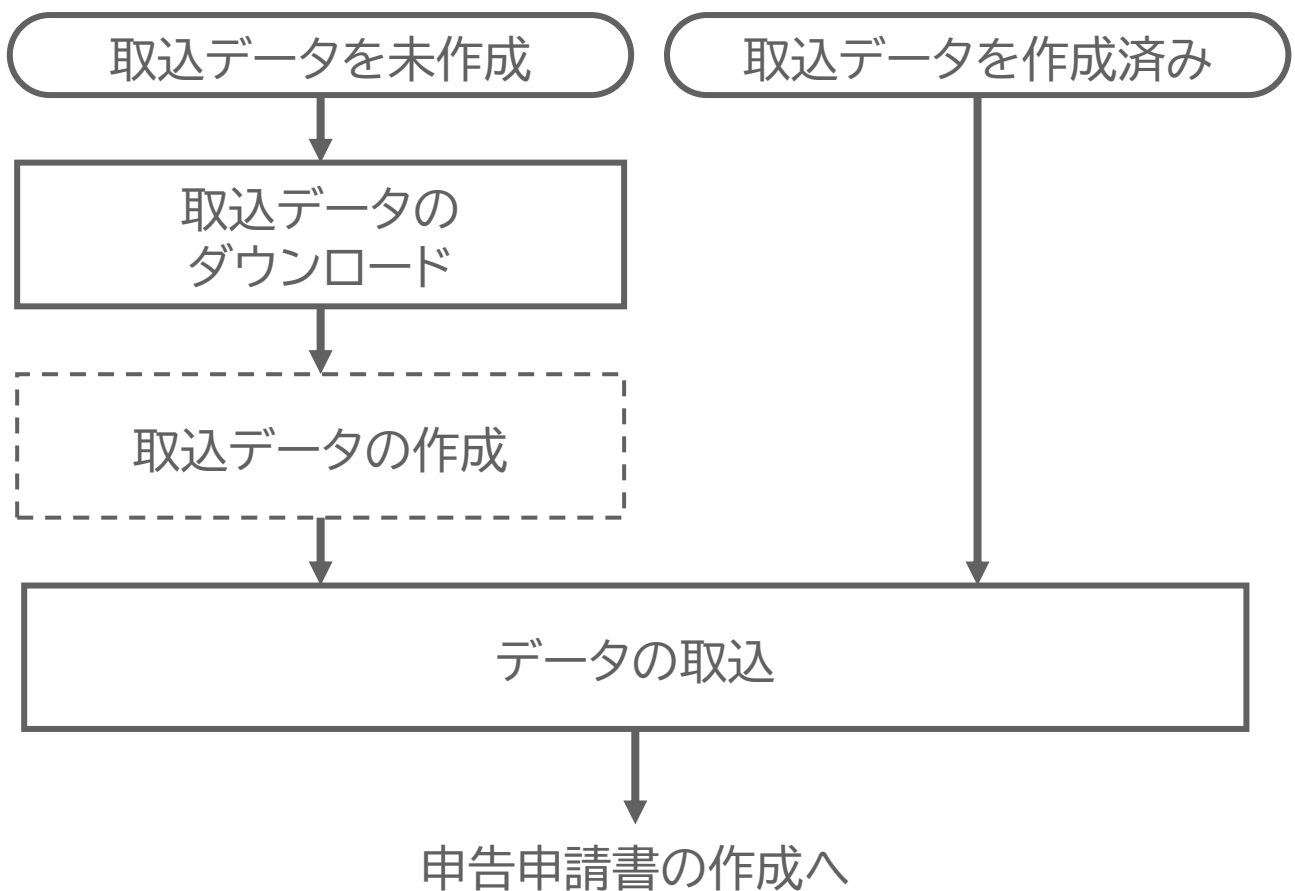 取込データを未作成
取込データを作成済み
取込データの
ダウンロード
取込データの作成
データの取込
申告申請書の作成へ